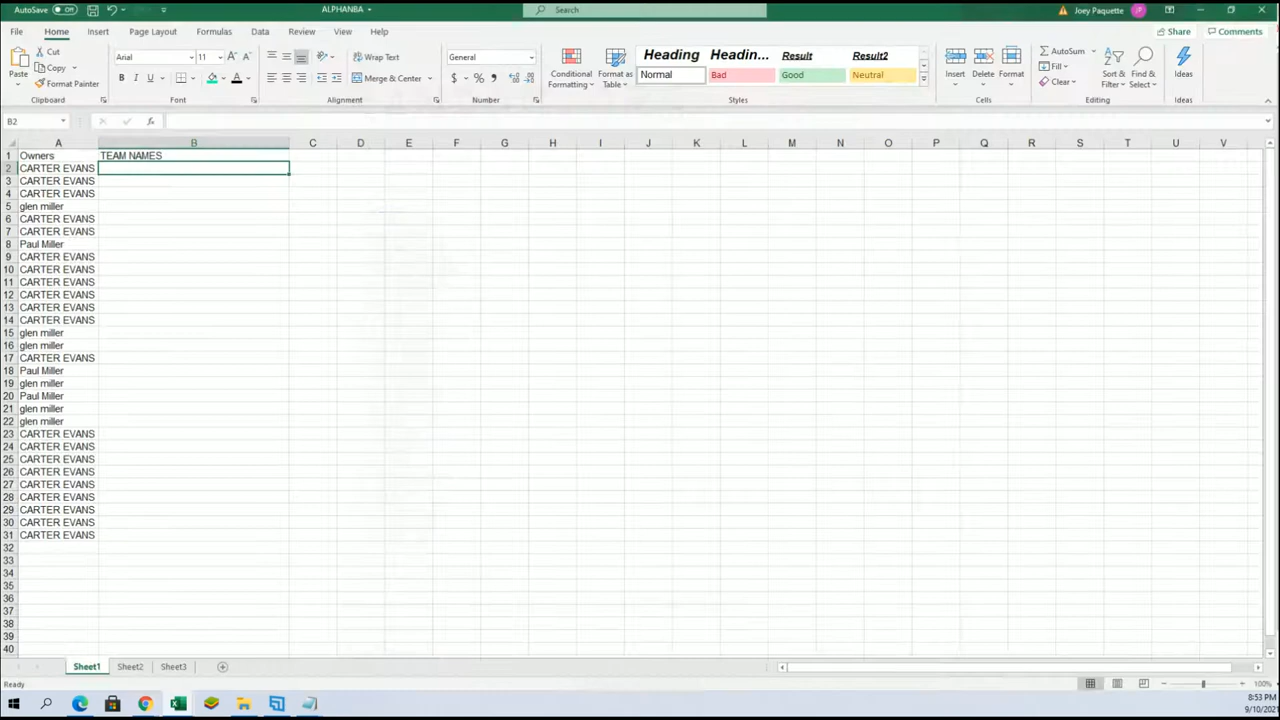 AutoSave Off ALPHANBA Search Joey Paquette JP
File Home Insert Page Layout Formulas Data Review View Help Share Comments
Paste Cut Copy Format Painter Clipboard
Arial 11 A A B I U A Font
Wrap Text Merge & Center Alignment
General $ % Number
Conditional Formatting Format as Table
Heading Headin... Result Result2
Normal Bad Good Neutral Styles
Insert Delete Format Cells
AutoSum Fill Clear Sort & Filter Find & Select Editing
Ideas Ideas
B2 fx
A B C D E F G H I J K L M N O P Q R S T U V
1 Owners TEAM NAMES
2 CARTER EVANS
3 CARTER EVANS
4 CARTER EVANS
5 glen miller
6 CARTER EVANS
7 CARTER EVANS
8 Paul Miller
9 CARTER EVANS
10 CARTER EVANS
11 CARTER EVANS
12 CARTER EVANS
13 CARTER EVANS
14 CARTER EVANS
15 glen miller
16 glen miller
17 CARTER EVANS
18 Paul Miller
19 glen miller
20 Paul Miller
21 glen miller
22 glen miller
23 CARTER EVANS
24 CARTER EVANS
25 CARTER EVANS
26 CARTER EVANS
27 CARTER EVANS
28 CARTER EVANS
29 CARTER EVANS
30 CARTER EVANS
31 CARTER EVANS
32
33
34
35
36
37
38
39
40
Sheet1 Sheet2 Sheet3
Ready 100%
8:53 PM
9/10/202